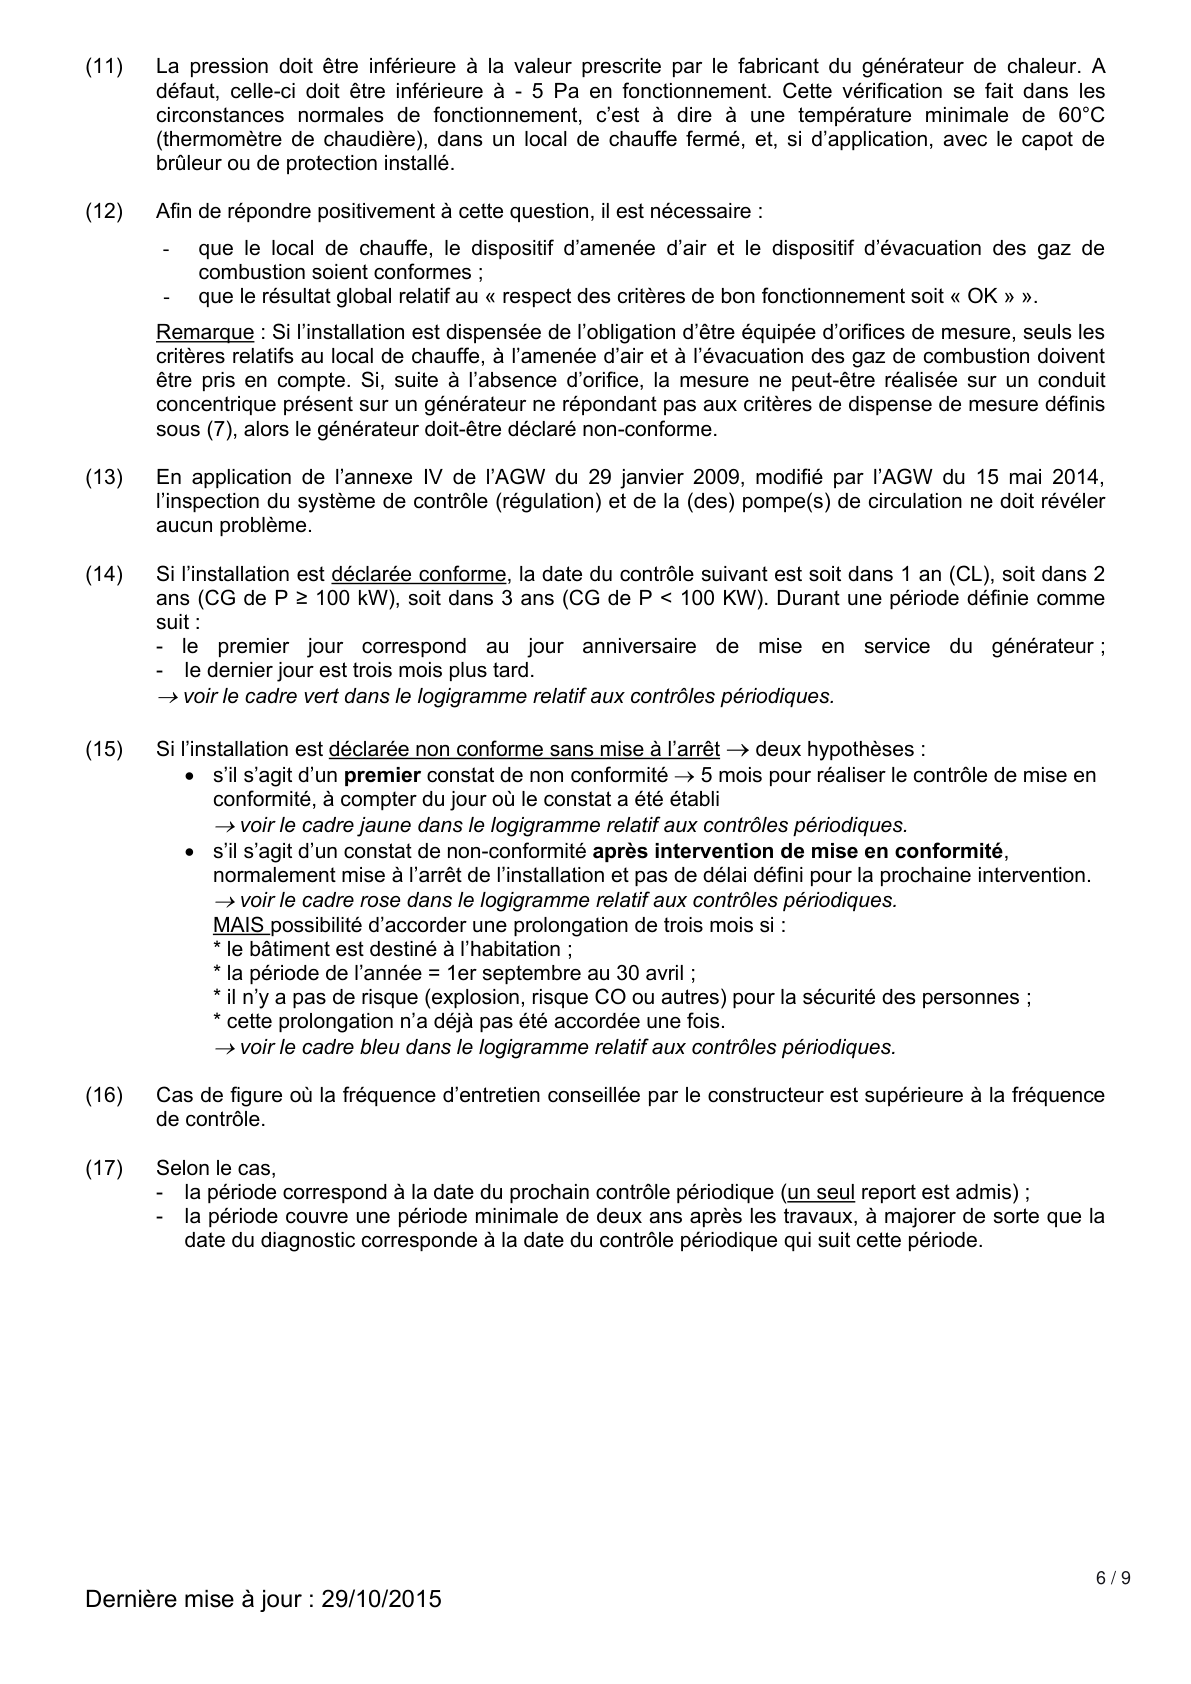 (11) La pression doit être inférieure à la valeur prescrite par le fabricant du générateur de chaleur. A
défaut, celle-ci doit être inférieure à - 5 Pa en fonctionnement. Cette vérification se fait dans les
circonstances normales de fonctionnement, c’est à dire à une température minimale de 60°C
(thermomètre de chaudière), dans un local de chauffe fermé, et, si d’application, avec le capot de
brûleur ou de protection installé.
(12) Afin de répondre positivement à cette question, il est nécessaire :
- que le local de chauffe, le dispositif d’amenée d’air et le dispositif d’évacuation des gaz de
combustion soient conformes ;
- que le résultat global relatif au « respect des critères de bon fonctionnement soit « OK » ».
Remarque : Si l’installation est dispensée de l’obligation d’être équipée d’orifices de mesure, seuls les
critères relatifs au local de chauffe, à l’amenée d’air et à l’évacuation des gaz de combustion doivent
être pris en compte. Si, suite à l’absence d’orifice, la mesure ne peut-être réalisée sur un conduit
concentrique présent sur un générateur ne répondant pas aux critères de dispense de mesure définis
sous (7), alors le générateur doit-être déclaré non-conforme.
(13) En application de l’annexe IV de l’AGW du 29 janvier 2009, modifié par l’AGW du 15 mai 2014,
l’inspection du système de contrôle (régulation) et de la (des) pompe(s) de circulation ne doit révéler
aucun problème.
(14) Si l’installation est déclarée conforme, la date du contrôle suivant est soit dans 1 an (CL), soit dans 2
ans (CG de P ≥ 100 kW), soit dans 3 ans (CG de P < 100 KW). Durant une période définie comme
suit :
- le premier jour correspond au jour anniversaire de mise en service du générateur ;
- le dernier jour est trois mois plus tard.
→ voir le cadre vert dans le logigramme relatif aux contrôles périodiques.
(15) Si l’installation est déclarée non conforme sans mise à l’arrêt → deux hypothèses :
• s’il s’agit d’un premier constat de non conformité → 5 mois pour réaliser le contrôle de mise en
conformité, à compter du jour où le constat a été établi
→ voir le cadre jaune dans le logigramme relatif aux contrôles périodiques.
• s’il s’agit d’un constat de non-conformité après intervention de mise en conformité,
normalement mise à l’arrêt de l’installation et pas de délai défini pour la prochaine intervention.
→ voir le cadre rose dans le logigramme relatif aux contrôles périodiques.
MAIS possibilité d’accorder une prolongation de trois mois si :
* le bâtiment est destiné à l’habitation ;
* la période de l’année = 1er septembre au 30 avril ;
* il n’y a pas de risque (explosion, risque CO ou autres) pour la sécurité des personnes ;
* cette prolongation n’a déjà pas été accordée une fois.
→ voir le cadre bleu dans le logigramme relatif aux contrôles périodiques.
(16) Cas de figure où la fréquence d’entretien conseillée par le constructeur est supérieure à la fréquence
de contrôle.
(17) Selon le cas,
- la période correspond à la date du prochain contrôle périodique (un seul report est admis) ;
- la période couvre une période minimale de deux ans après les travaux, à majorer de sorte que la
date du diagnostic corresponde à la date du contrôle périodique qui suit cette période.
6 / 9
Dernière mise à jour : 29/10/2015